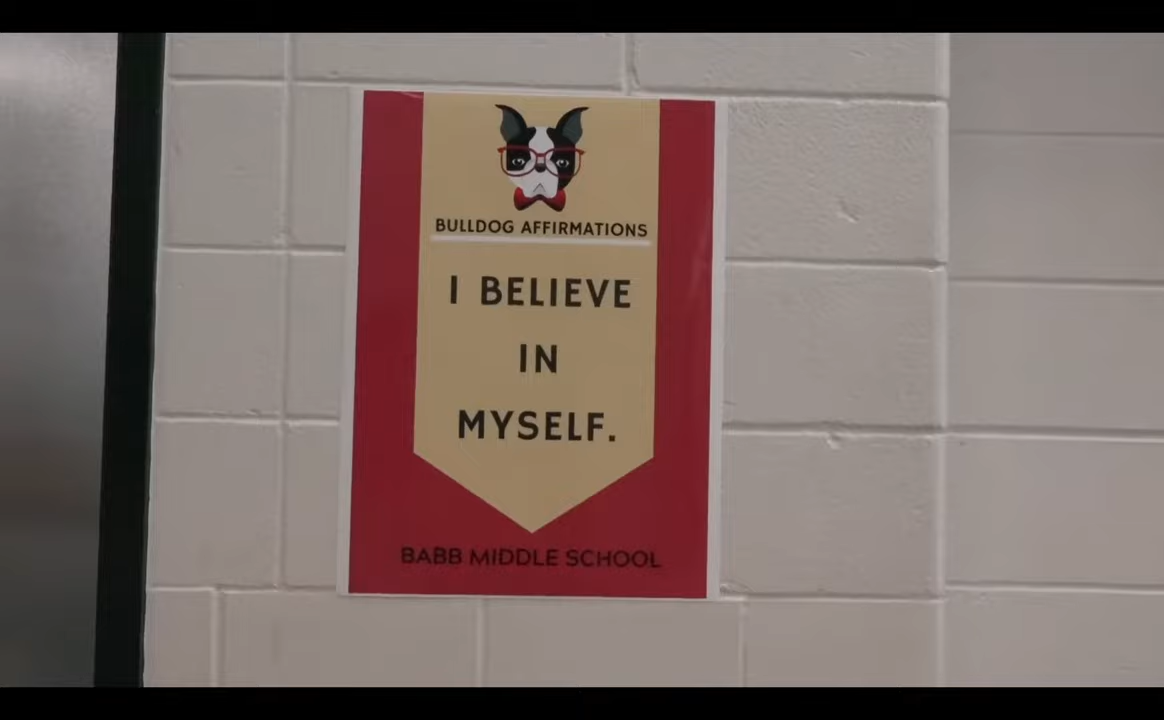 BULLDOG AFFIRMATIONS
I BELIEVE
IN
MYSELF.
BABB MIDDLE SCHOOL